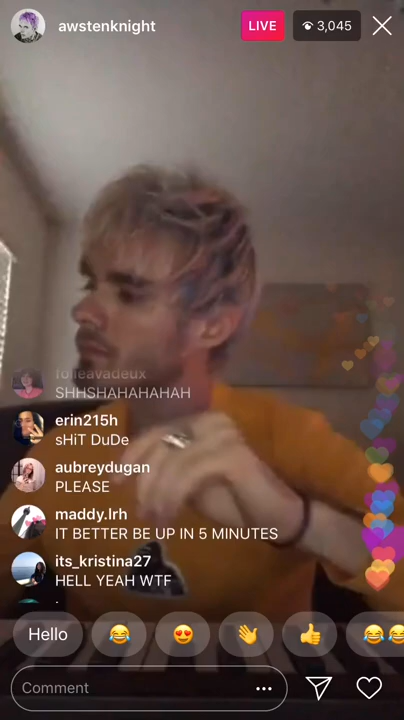 awstenknight
LIVE
3,045
folieavadeux
SHHSHAHAHAHAH
erin215h
sHiT DuDe
aubreydugan
PLEASE
maddy.lrh
IT BETTER BE UP IN 5 MINUTES
its_kristina27
HELL YEAH WTF
Hello
Comment